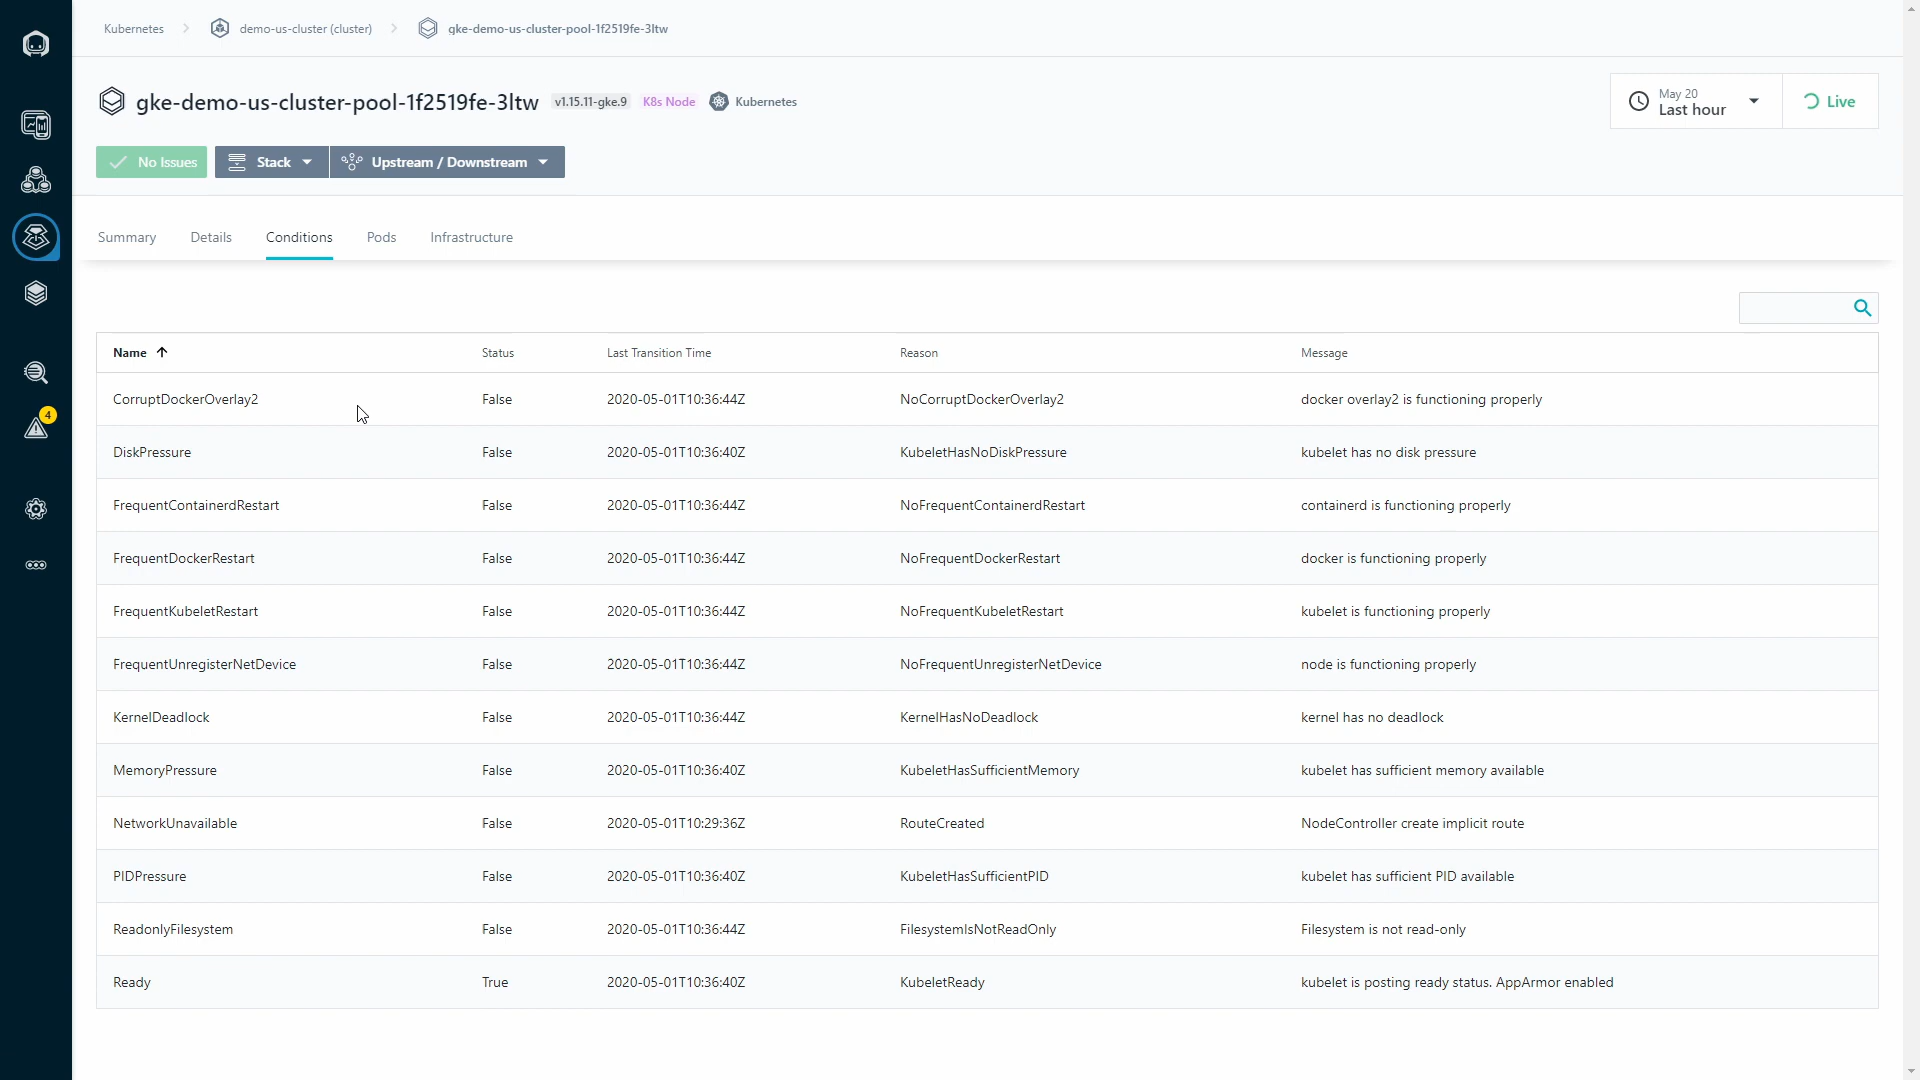 Kubernetes
demo-us-cluster (cluster)
gke-demo-us-cluster-pool-1f2519fe-3ltw
gke-demo-us-cluster-pool-1f2519fe-3ltw v1.15.11-gke.9 K8s Node Kubernetes
May 20
Last hour
Live
No Issues Stack Upstream / Downstream
Summary Details Conditions Pods Infrastructure
Name Status Last Transition Time Reason Message
CorruptDockerOverlay2 False 2020-05-01T10:36:44Z NoCorruptDockerOverlay2 docker overlay2 is functioning properly
4
DiskPressure False 2020-05-01T10:36:40Z KubeletHasNoDiskPressure kubelet has no disk pressure
FrequentContainerdRestart False 2020-05-01T10:36:44Z NoFrequentContainerdRestart containerd is functioning properly
FrequentDockerRestart False 2020-05-01T10:36:44Z NoFrequentDockerRestart docker is functioning properly
FrequentKubeletRestart False 2020-05-01T10:36:44Z NoFrequentKubeletRestart kubelet is functioning properly
FrequentUnregisterNetDevice False 2020-05-01T10:36:44Z NoFrequentUnregisterNetDevice node is functioning properly
KernelDeadlock False 2020-05-01T10:36:44Z KernelHasNoDeadlock kernel has no deadlock
MemoryPressure False 2020-05-01T10:36:40Z KubeletHasSufficientMemory kubelet has sufficient memory available
NetworkUnavailable False 2020-05-01T10:29:36Z RouteCreated NodeController create implicit route
PIDPressure False 2020-05-01T10:36:40Z KubeletHasSufficientPID kubelet has sufficient PID available
ReadonlyFilesystem False 2020-05-01T10:36:44Z FilesystemIsNotReadOnly Filesystem is not read-only
Ready True 2020-05-01T10:36:40Z KubeletReady kubelet is posting ready status. AppArmor enabled